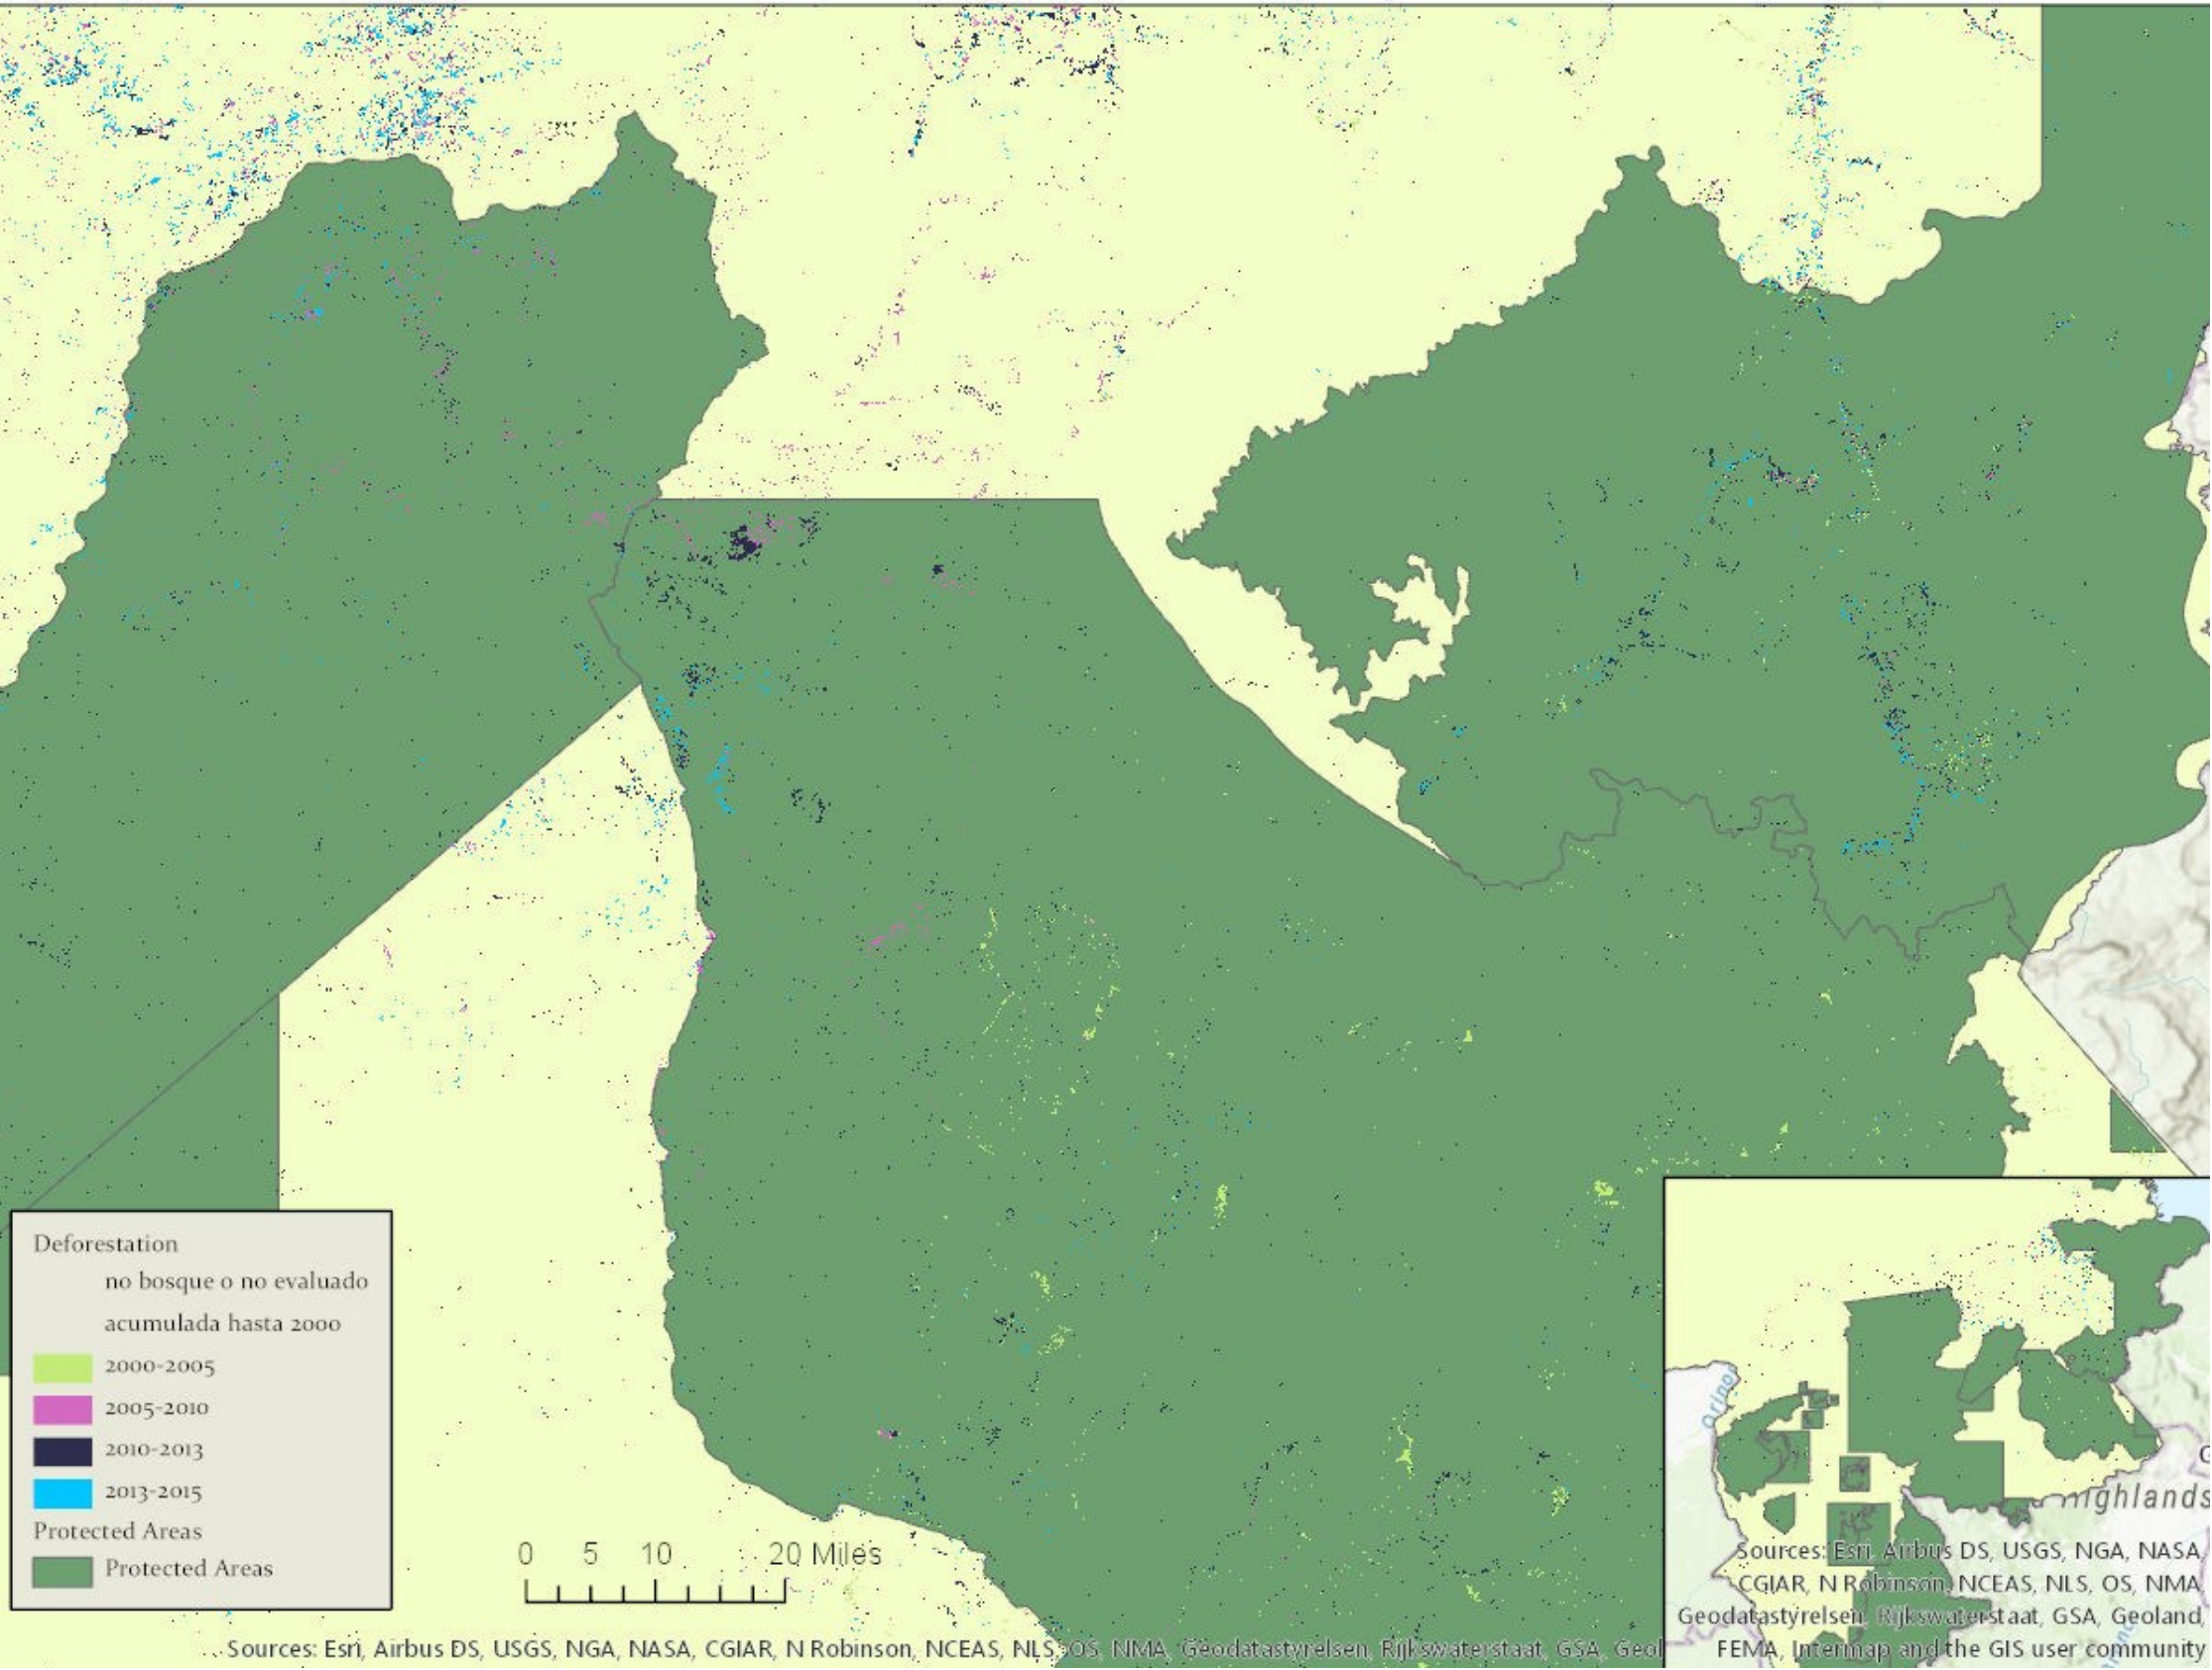 Deforestation
no bosque o no evaluado
acumulada hasta 2000
2000-2005
2005-2010
2010-2013
2013-2015
Protected Areas
Protected Areas
0 5 10 20 Miles
Sources: Esri, Airbus DS, USGS, NGA, NASA, CGIAR, N Robinson, NCEAS, NLS, OS, NMA, Geodatastyrelsen, Rijkswaterstaat, GSA, Geol
ighlands
Sources: Esri, Airbus DS, USGS, NGA, NASA,
CGIAR, N Robinson, NCEAS, NLS, OS, NMA,
Geodatastyrelsen, Rijkswaterstaat, GSA, Geoland,
FEMA, Intermap and the GIS user community